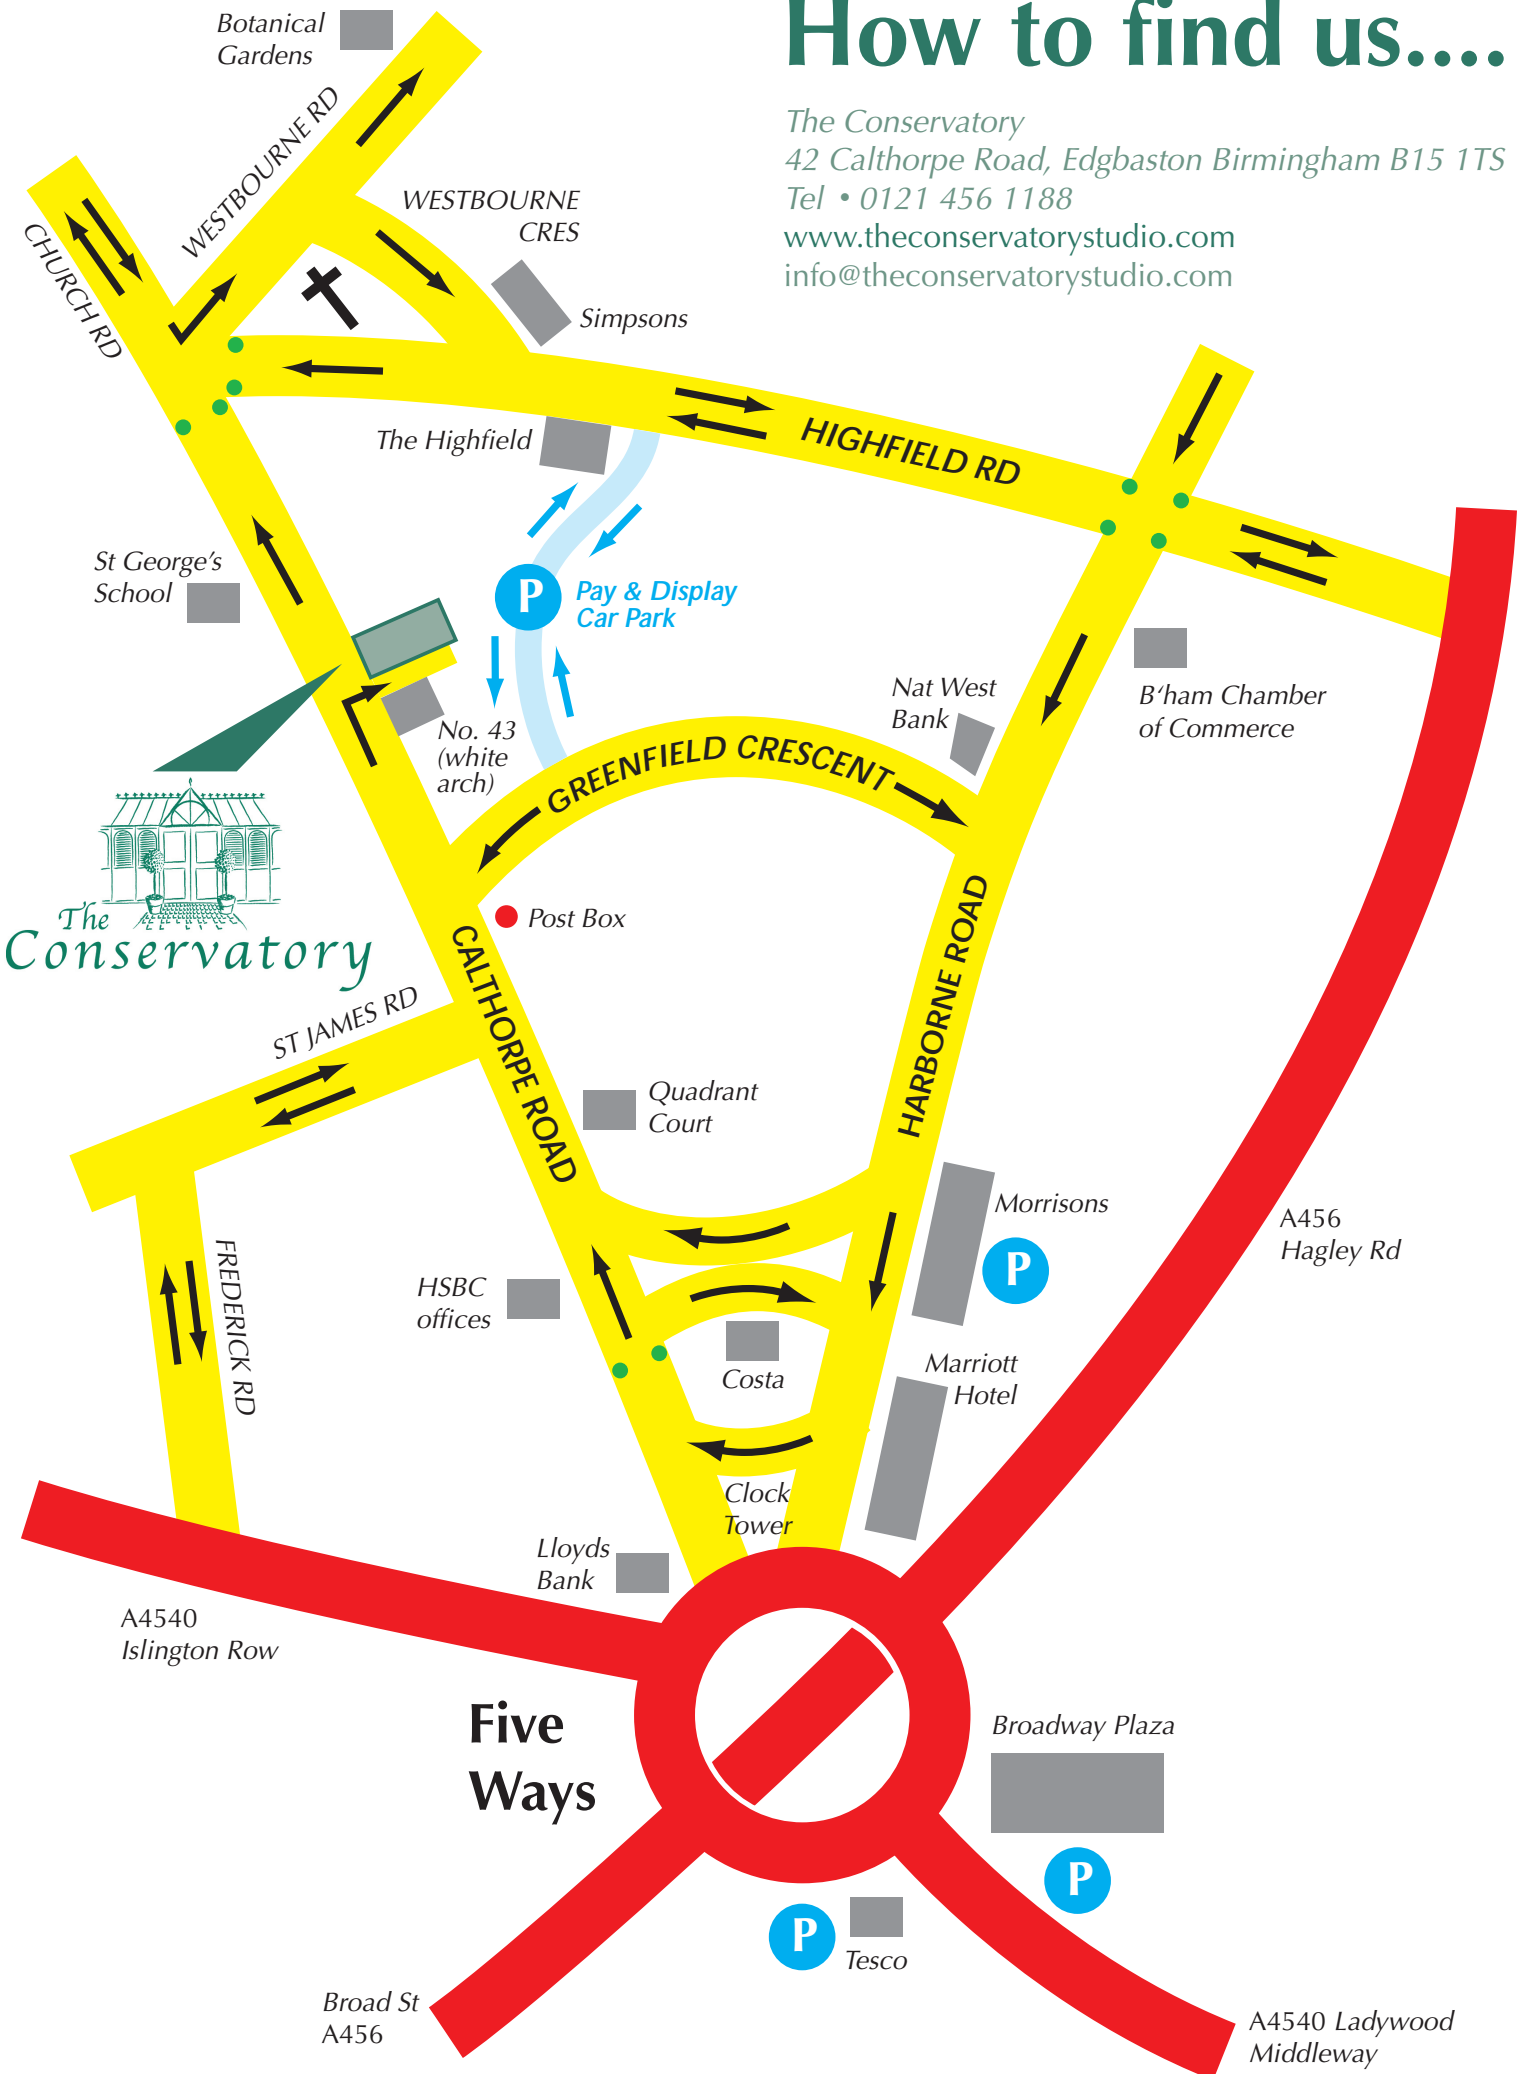 How to find us....
The Conservatory
42 Calthorpe Road, Edgbaston Birmingham B15 1TS
Tel • 0121 456 1188
www.theconservatorystudio.com
info@theconservatorystudio.com
Botanical
Gardens
WESTBOURNE RD
WESTBOURNE
CRES
CHURCH RD
Simpsons
The Highfield
HIGHFIELD RD
St George's
School
P
Pay & Display
Car Park
Nat West
Bank
B'ham Chamber
of Commerce
No. 43
(white
arch)
GREENFIELD CRESCENT
The
Conservatory
Post Box
CALTHORPE ROAD
HARBORNE ROAD
ST JAMES RD
Quadrant
Court
Morrisons
P
A456
Hagley Rd
FREDERICK RD
HSBC
offices
Costa
Marriott
Hotel
Clock
Tower
Lloyds
Bank
A4540
Islington Row
Five
Ways
Broadway Plaza
P
P
Tesco
Broad St
A456
A4540 Ladywood
Middleway